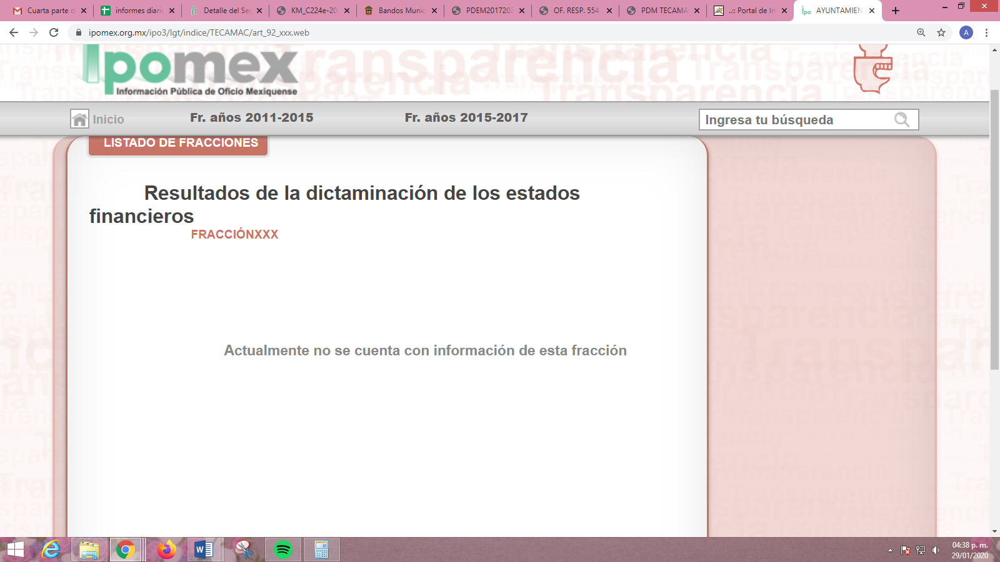 Cuarta parte d
informes diari
Detalle del Seg
KM_C224e-20
Bandos Munic
PDEM2017202
OF. RESP. 554
PDM TECAMA
..:: Portal de In
AYUNTAMIEN
ipomex.org.mx/ipo3/lgt/indice/TECAMAC/art_92_xxx.web
A
Ipomex
Información Pública de Oficio Mexiquense
Transparencia
Inicio
Fr. años 2011-2015
Fr. años 2015-2017
Ingresa tu búsqueda
LISTADO DE FRACCIONES
Resultados de la dictaminación de los estados
financieros
FRACCIÓNXXX
Actualmente no se cuenta con información de esta fracción
04:38 p. m.
29/01/2020